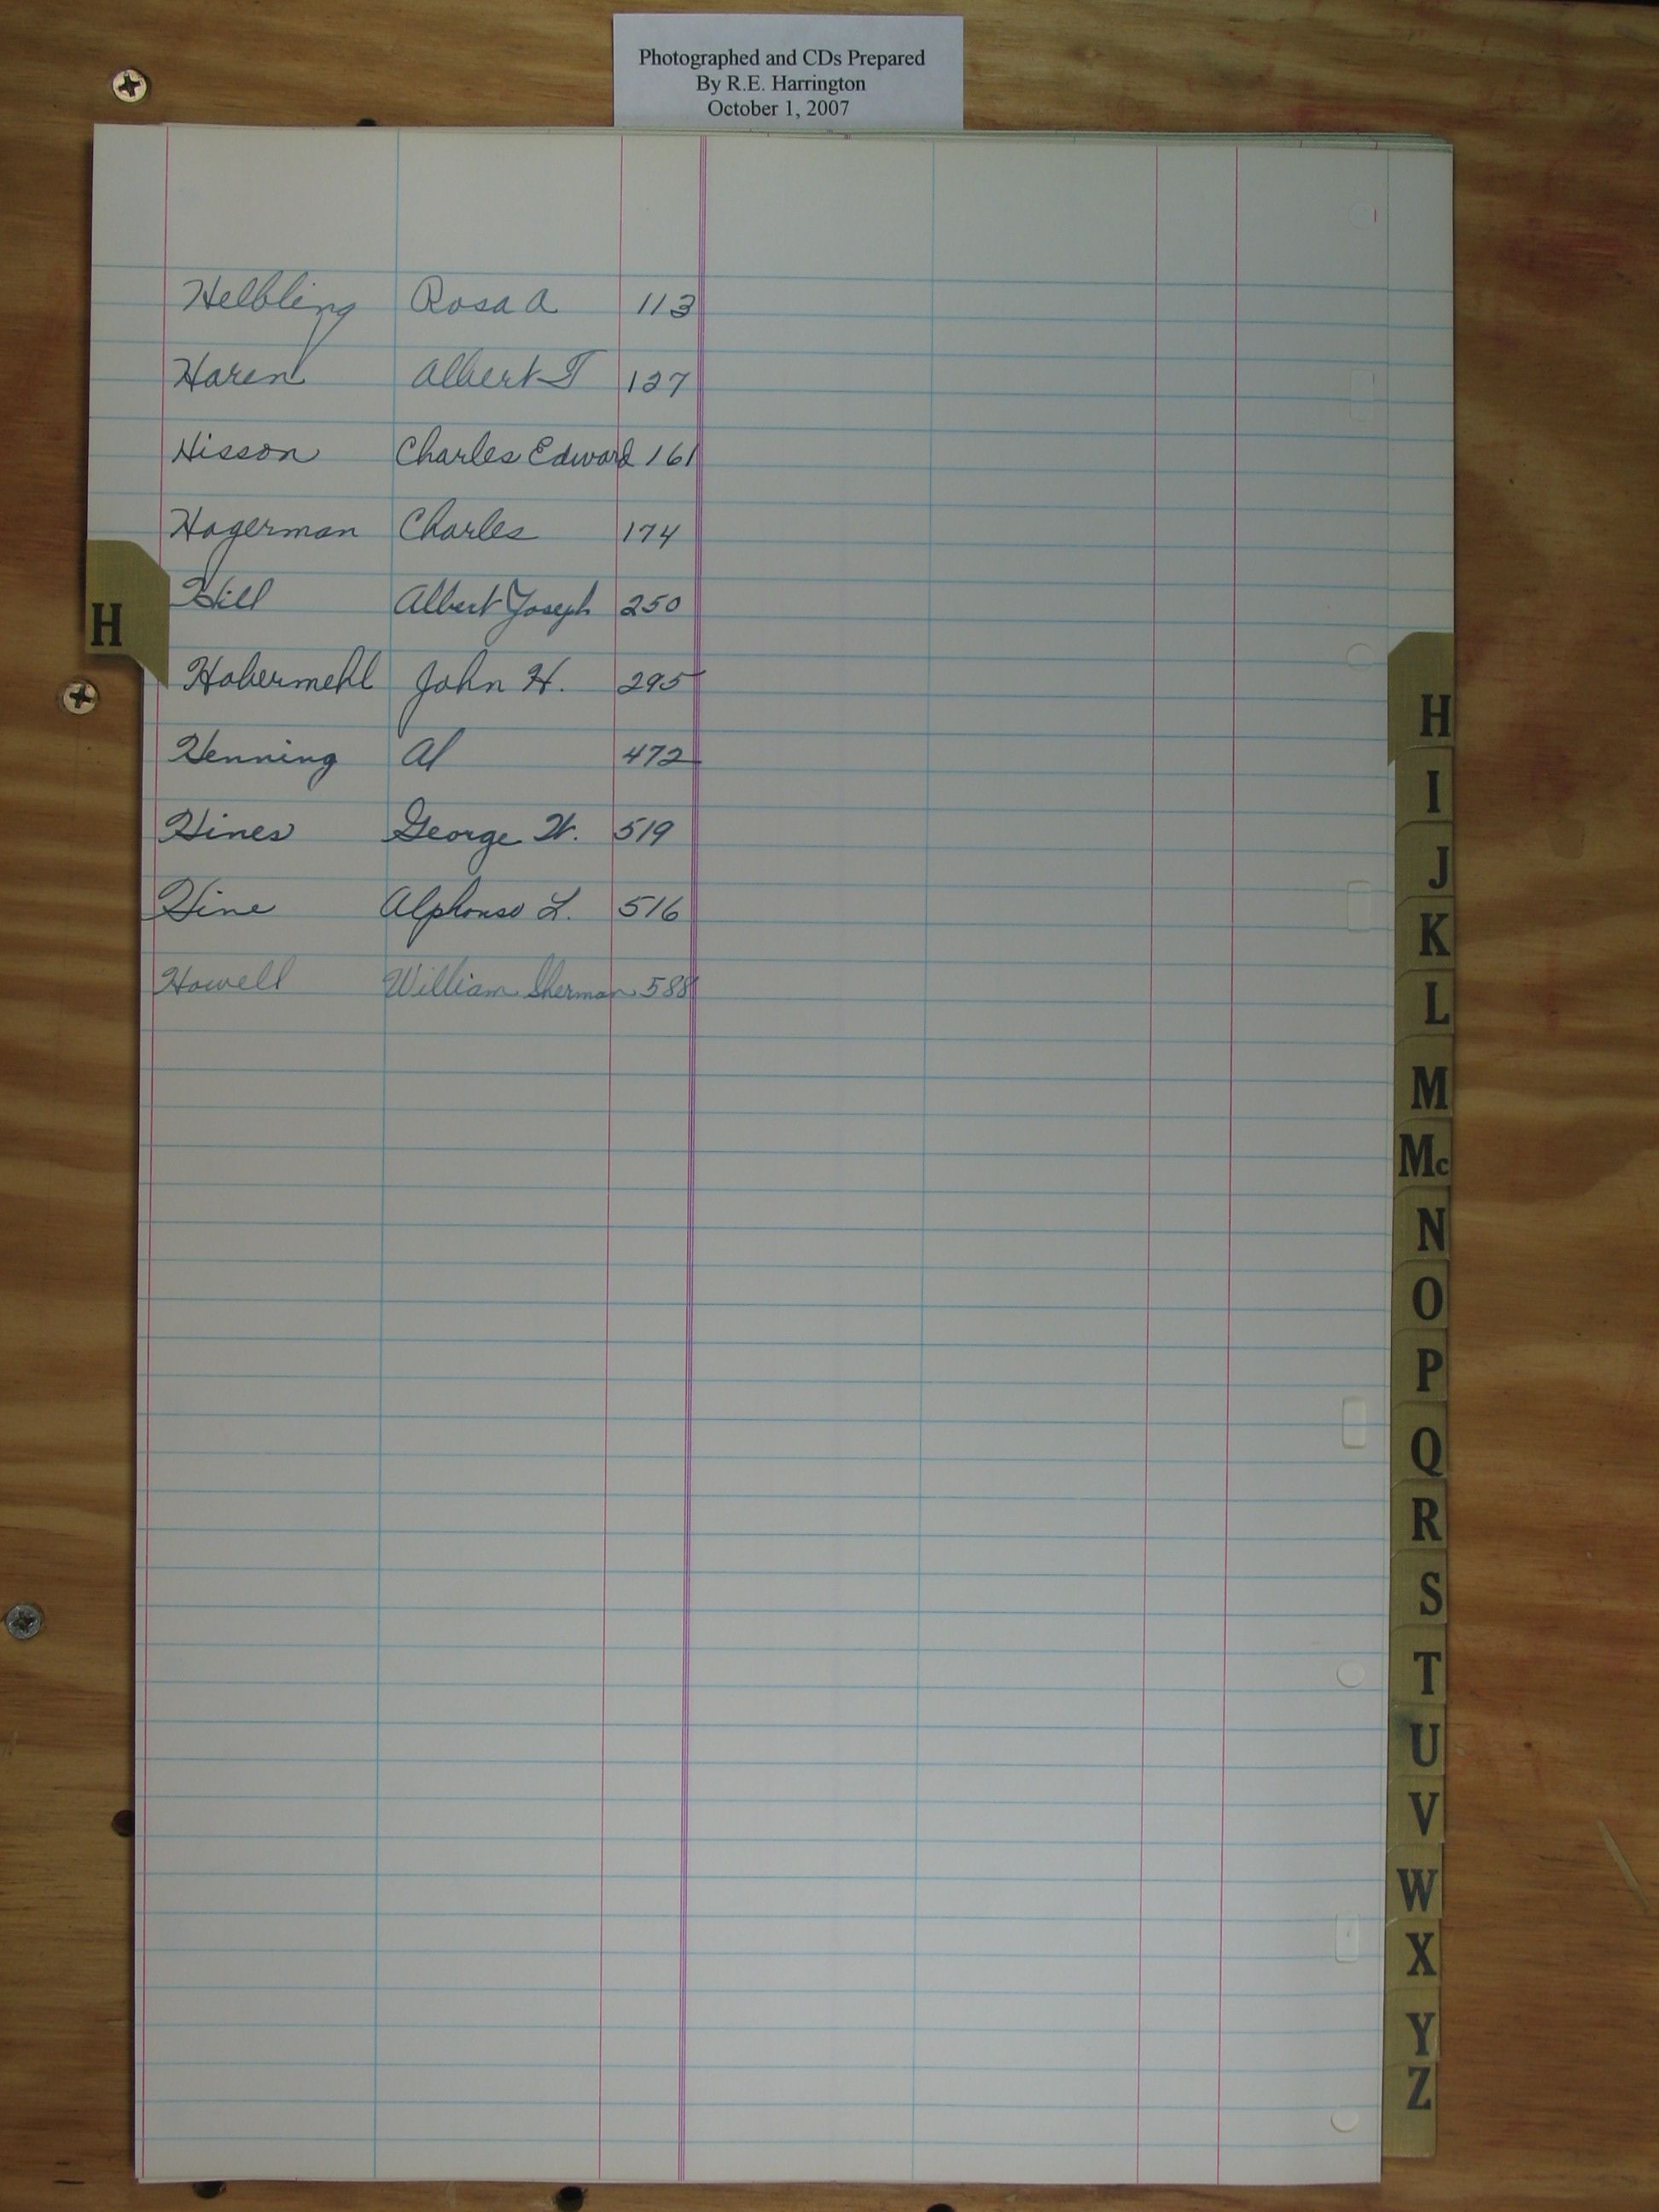 Photographed and CDs Prepared
By R.E. Harrington
October 1, 2007
Helbling Rosa A 113
Haren Albert T 127
Hisson Charles Edward 161
Hagerman Charles 174
Hill Albert Joseph 250
Habermehl John H. 295
Henning Al 472
Hines George W. 519
Hine Alphonso L. 516
Howell William Sherman 588
H
H
I
J
K
L
M
Mc
N
O
P
Q
R
S
T
U
V
W
X
Y
Z